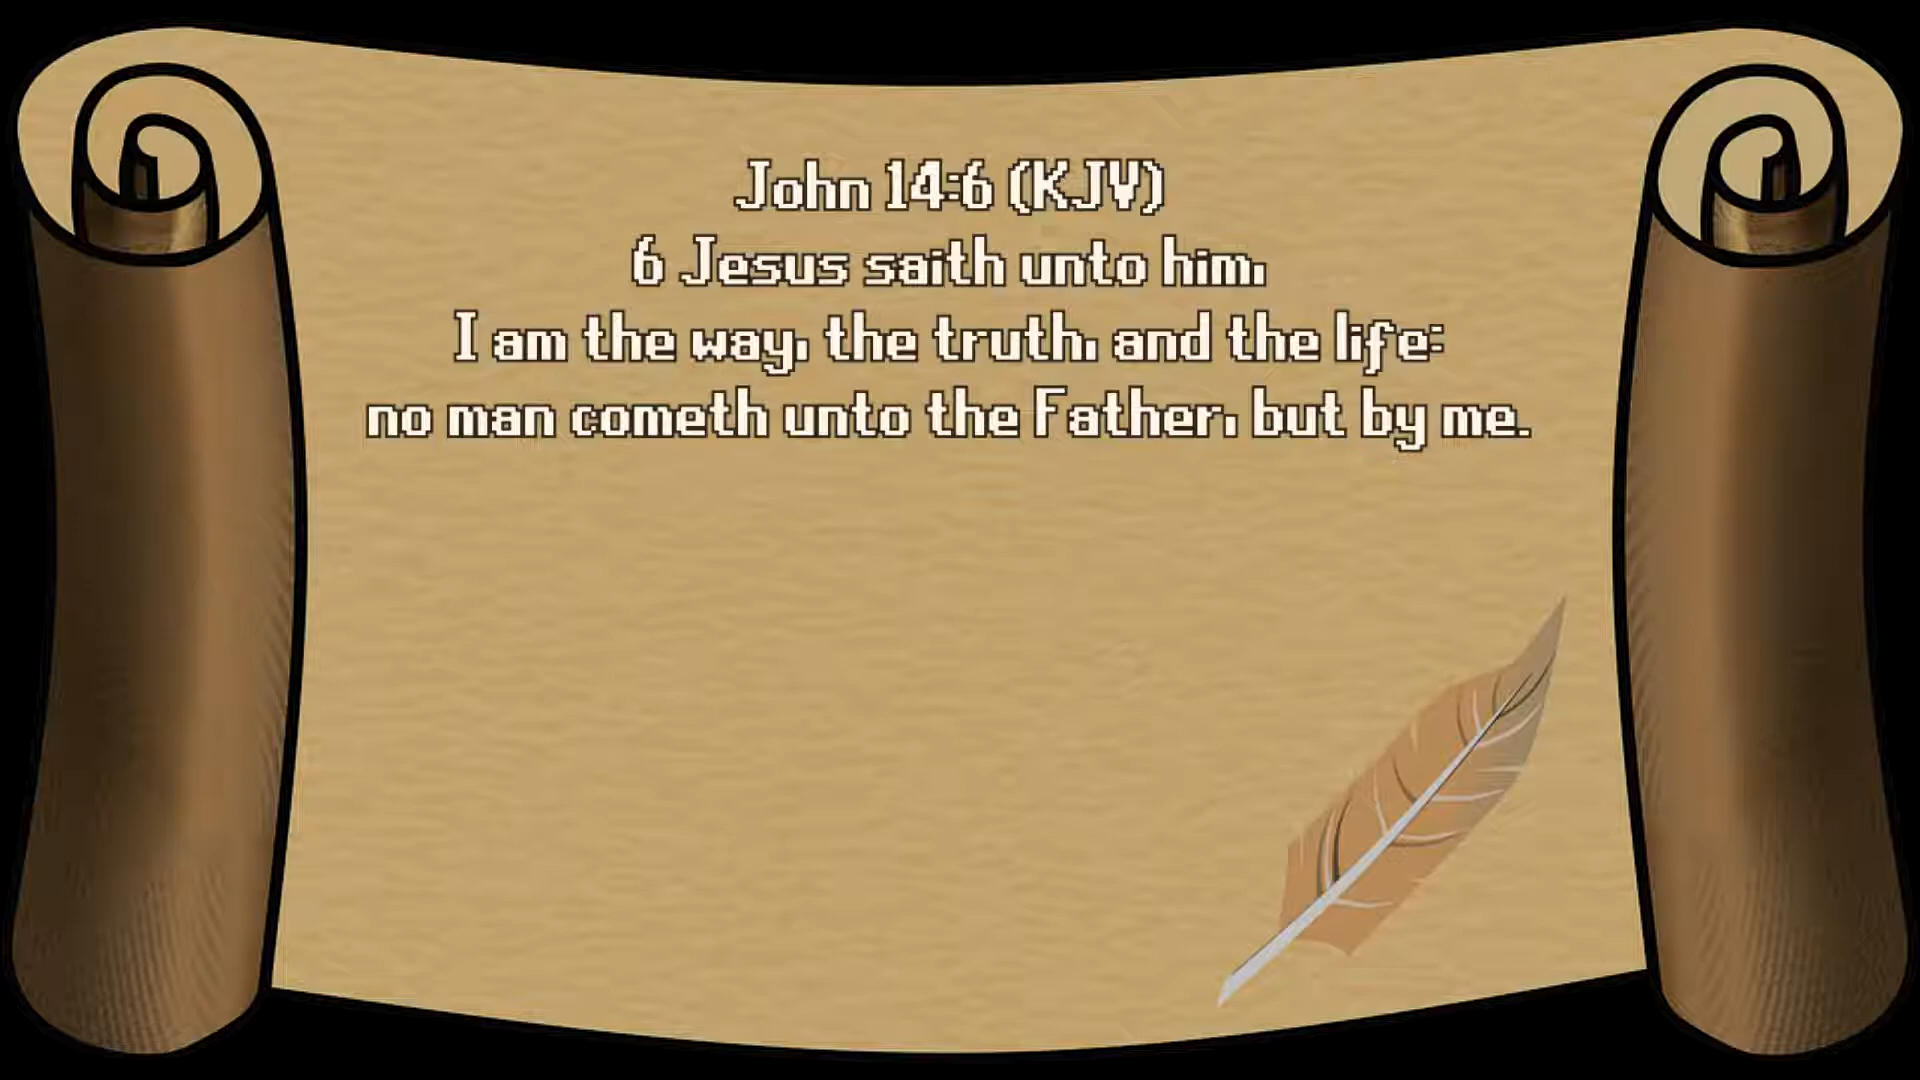 John 14:6 (KJV)
6 Jesus saith unto him,
I am the way, the truth, and the life:
no man cometh unto the Father, but by me.